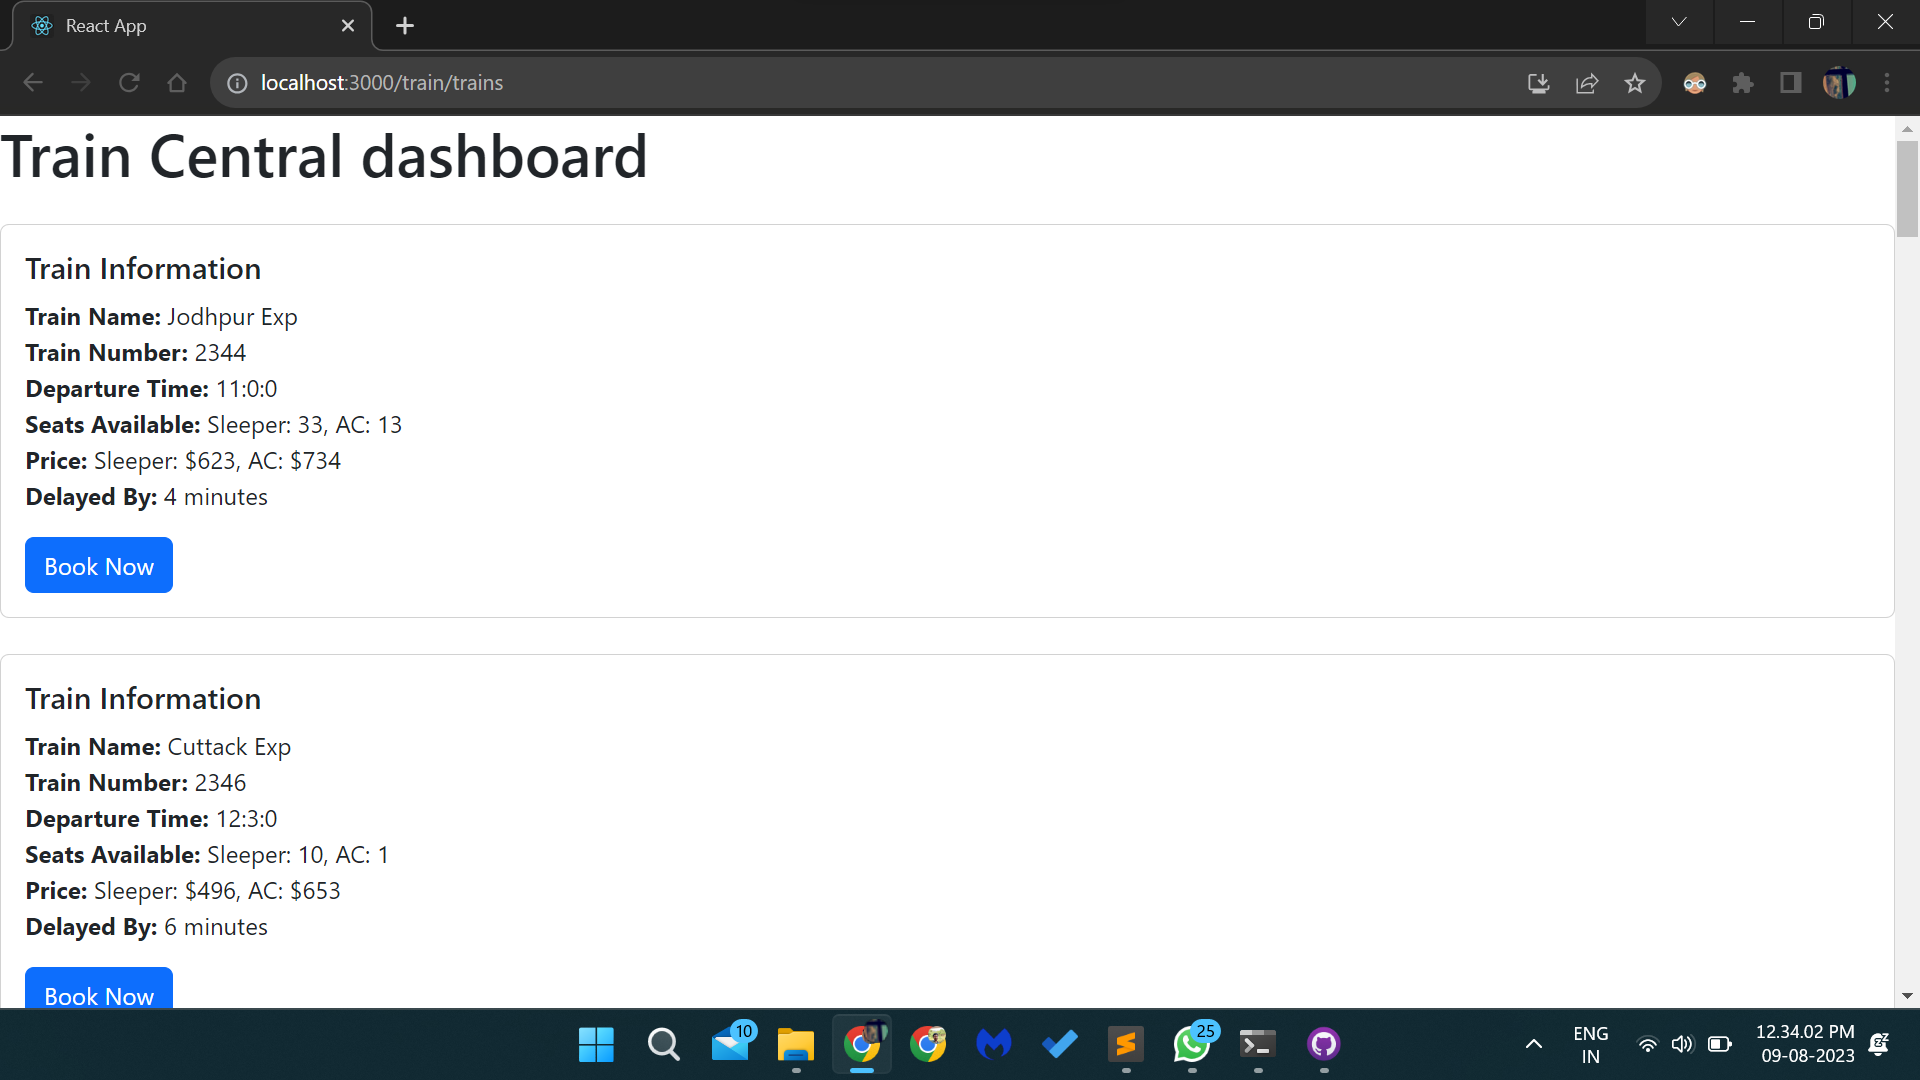 React App
localhost:3000/train/trains
Train Central dashboard
Train Information
Train Name: Jodhpur Exp
Train Number: 2344
Departure Time: 11:0:0
Seats Available: Sleeper: 33, AC: 13
Price: Sleeper: $623, AC: $734
Delayed By: 4 minutes
Book Now
Train Information
Train Name: Cuttack Exp
Train Number: 2346
Departure Time: 12:3:0
Seats Available: Sleeper: 10, AC: 1
Price: Sleeper: $496, AC: $653
Delayed By: 6 minutes
Book Now
10
25
ENG
IN
12.34.02 PM
09-08-2023